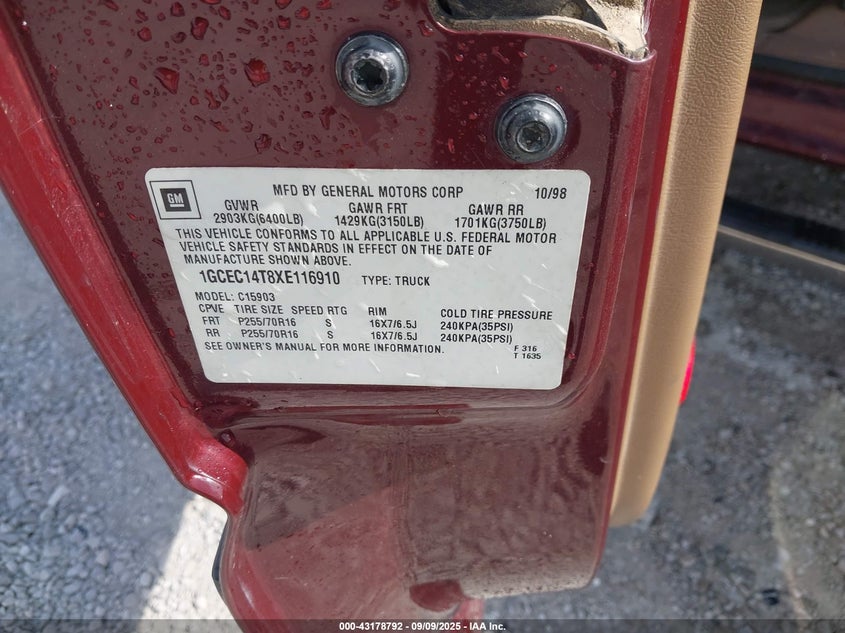 GM
MFD BY GENERAL MOTORS CORP 10/98
GVWR GAWR FRT GAWR RR
2903KG(6400LB) 1429KG(3150LB) 1701KG(3750LB)
THIS VEHICLE CONFORMS TO ALL APPLICABLE U.S. FEDERAL MOTOR
VEHICLE SAFETY STANDARDS IN EFFECT ON THE DATE OF
MANUFACTURE SHOWN ABOVE.
1GCEC14T8XE116910 TYPE: TRUCK
MODEL: C15903
CPVE TIRE SIZE SPEED RTG RIM COLD TIRE PRESSURE
FRT P255/70R16 S 16X7/6.5J 240KPA(35PSI)
RR P255/70R16 S 16X7/6.5J 240KPA(35PSI)
SEE OWNER'S MANUAL FOR MORE INFORMATION. F 316
T 1635
000-43178792 - 09/09/2025 - IAA Inc.